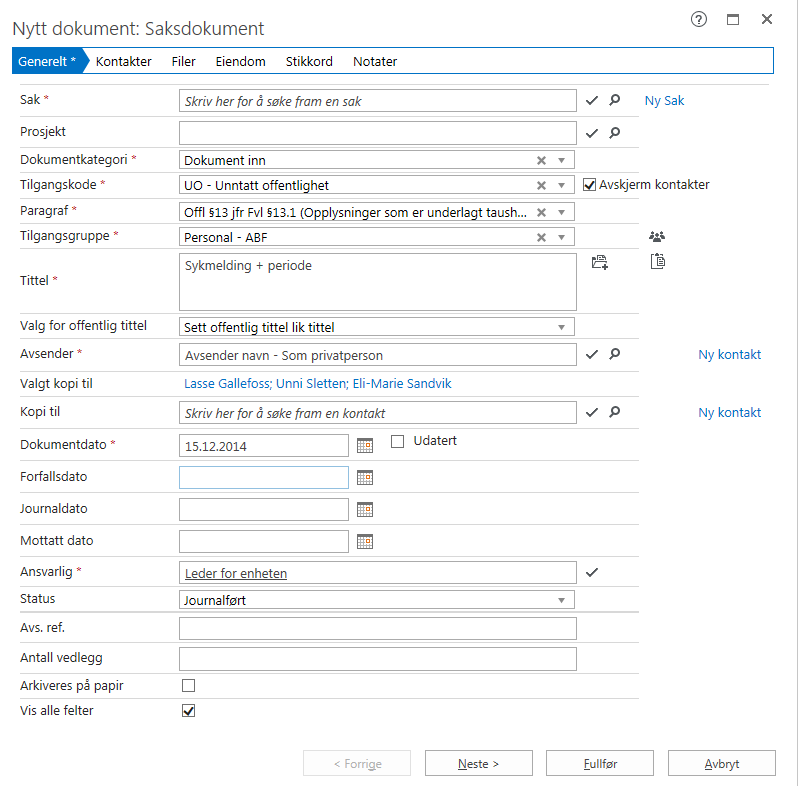 Nytt dokument: Saksdokument
Generelt * Kontakter Filer Eiendom Stikkord Notater
Sak * Skriv her for å søke fram en sak Ny Sak
Prosjekt
Dokumentkategori * Dokument inn
Tilgangskode * UO - Unntatt offentlighet Avskjerm kontakter
Paragraf * Offl §13 jfr Fvl §13.1 (Opplysninger som er underlagt taush...
Tilgangsgruppe * Personal - ABF
Tittel * Sykmelding + periode
Valg for offentlig tittel Sett offentlig tittel lik tittel
Avsender * Avsender navn - Som privatperson Ny kontakt
Valgt kopi til Lasse Gallefoss; Unni Sletten; Eli-Marie Sandvik
Kopi til Skriv her for å søke fram en kontakt Ny kontakt
Dokumentdato * 15.12.2014 Udatert
Forfallsdato
Journaldato
Mottatt dato
Ansvarlig * Leder for enheten
Status Journalført
Avs. ref.
Antall vedlegg
Arkiveres på papir
Vis alle felter
< Forrige Neste > Fullfør Avbryt